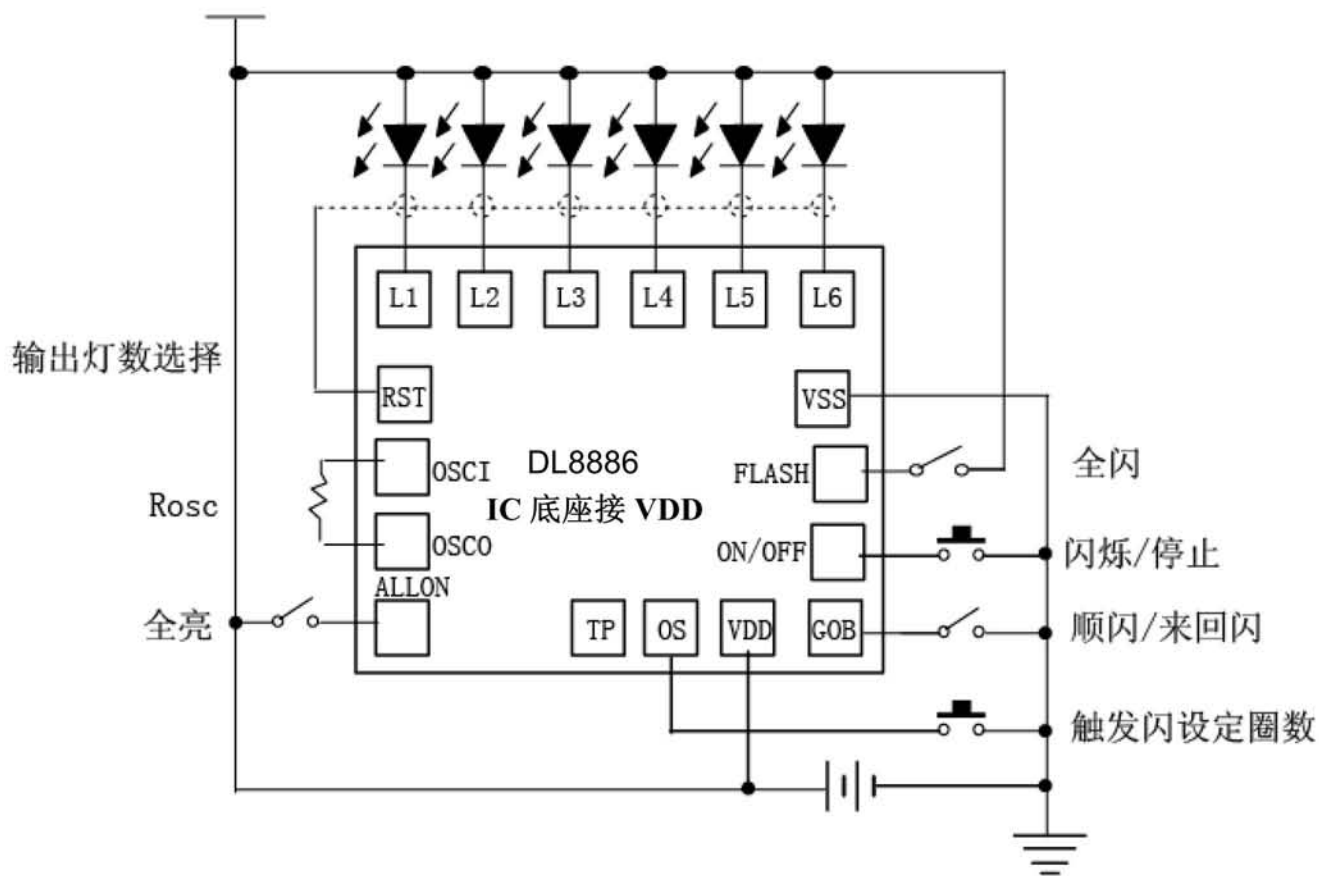 L1 L2 L3 L4 L5 L6
输出灯数选择
RST
VSS
OSCI
DL8886
FLASH
全闪
Rosc
IC 底座接 VDD
OSCO
ON/OFF
闪烁/停止
ALLON
全亮
TP OS VDD GOB
顺闪/来回闪
触发闪设定圈数